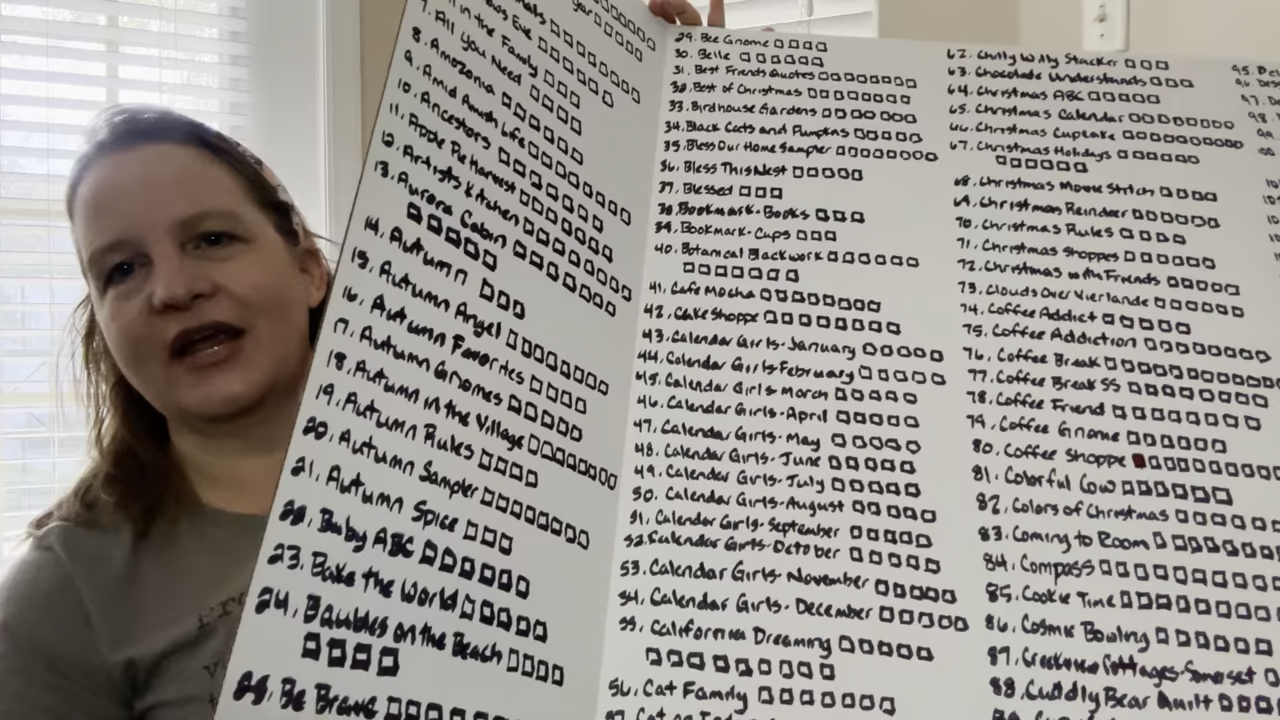 year
Eve
in the Family
7. All You Need
8. Amazonia
9. Amid Amish Life
10. Ancestors
11. Apple Pie Harvest
12. Artists Kitchen
13. Aurora Cabin
14. Autumn
15. Autumn Angel
16. Autumn Favorites
17. Autumn Gnomes
18. Autumn in the Village
19. Autumn Rules
20. Autumn Sampler
21. Autumn Spice
22. Baby ABC
23. Bake the World
24. Baubles on the Beach
25. Be Brave
29. Bee Gnome
30. Belle
31. Best Friends Quotes
32. Best of Christmas
33. Birdhouse Gardens
34. Black Cats and Pumpkins
35. Bless Our Home Sampler
36. Bless This Nest
37. Blessed
38. Bookmark-Books
39. Bookmark-Cups
40. Botanical Blackwork
41. Cafe Mocha
42. Cake Shoppe
43. Calendar Girls-January
44. Calendar Girls-February
45. Calendar Girls-March
46. Calendar Girls-April
47. Calendar Girls-May
48. Calendar Girls-June
49. Calendar Girls-July
50. Calendar Girls-August
51. Calendar Girls-September
52. Calendar Girls-October
53. Calendar Girls-November
54. Calendar Girls-December
55. California Dreaming
56. Cat Family
62. Chilly Willy Stacker
63. Chocolate Understands
64. Christmas ABC
65. Christmas Calendar
66. Christmas Cupcake
67. Christmas Holidays
68. Christmas Mouse Stitch
69. Christmas Reindeer
70. Christmas Rules
71. Christmas Shoppes
72. Christmas with Friends
73. Clouds Over Vierlande
74. Coffee Addict
75. Coffee Addiction
76. Coffee Break
77. Coffee Break SS
78. Coffee Friend
79. Coffee Gnome
80. Coffee Shoppe
81. Colorful Cow
82. Colors of Christmas
83. Coming to Room
84. Compass
85. Cookie Time
86. Cosmic Bowling
87. Creekview Cottages-Somerset
88. Cuddly Bear Quilt
95.
96.
97.
98.
99